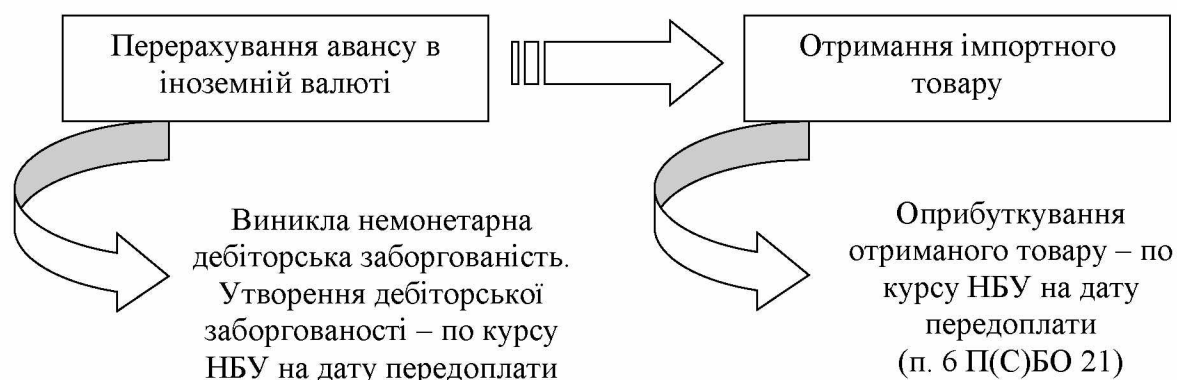 Перерахування авансу в
іноземній валюті
Отримання імпортного
товару
Виникла немонетарна
дебіторська заборгованість.
Утворення дебіторської
заборгованості – по курсу
НБУ на дату передоплати
Оприбуткування
отриманого товару – по
курсу НБУ на дату
передоплати
(п. 6 П(С)БО 21)